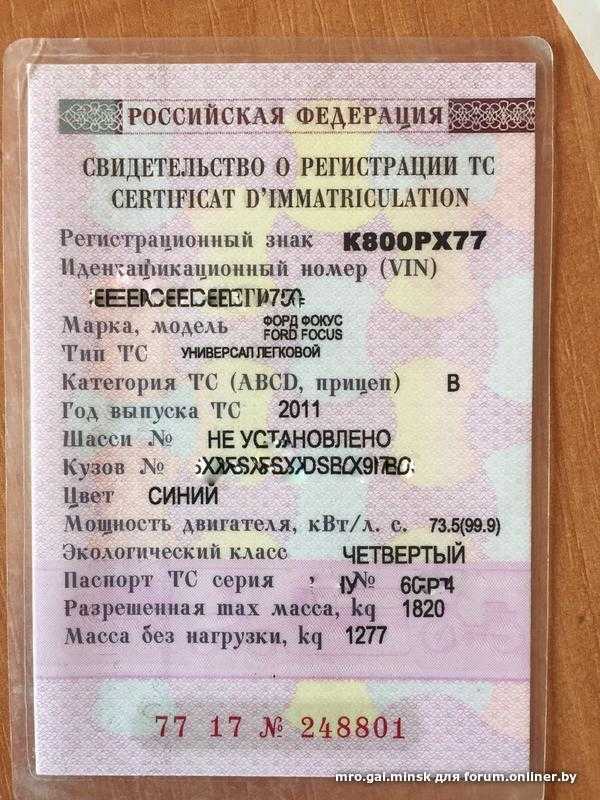 РОССИЙСКАЯ ФЕДЕРАЦИЯ
СВИДЕТЕЛЬСТВО О РЕГИСТРАЦИИ ТС
CERTIFICAT D'IMMATRICULATION
Регистрационный знак К800РХ77
Идентификационный номер (VIN)
Марка, модель ФОРД ФОКУС
FORD FOCUS
Тип ТС УНИВЕРСАЛ ЛЕГКОВОЙ
Категория ТС (ABCD, прицеп) B
Год выпуска ТС 2011
Шасси № НЕ УСТАНОВЛЕНО
Кузов №
Цвет СИНИЙ
Мощность двигателя, кВт/л. с. 73.5(99.9)
Экологический класс ЧЕТВЕРТЫЙ
Паспорт ТС серия №
Разрешенная max масса, kg 1820
Масса без нагрузки, kg 1277
77 17 № 248801
mro.gai.minsk для forum.onliner.by